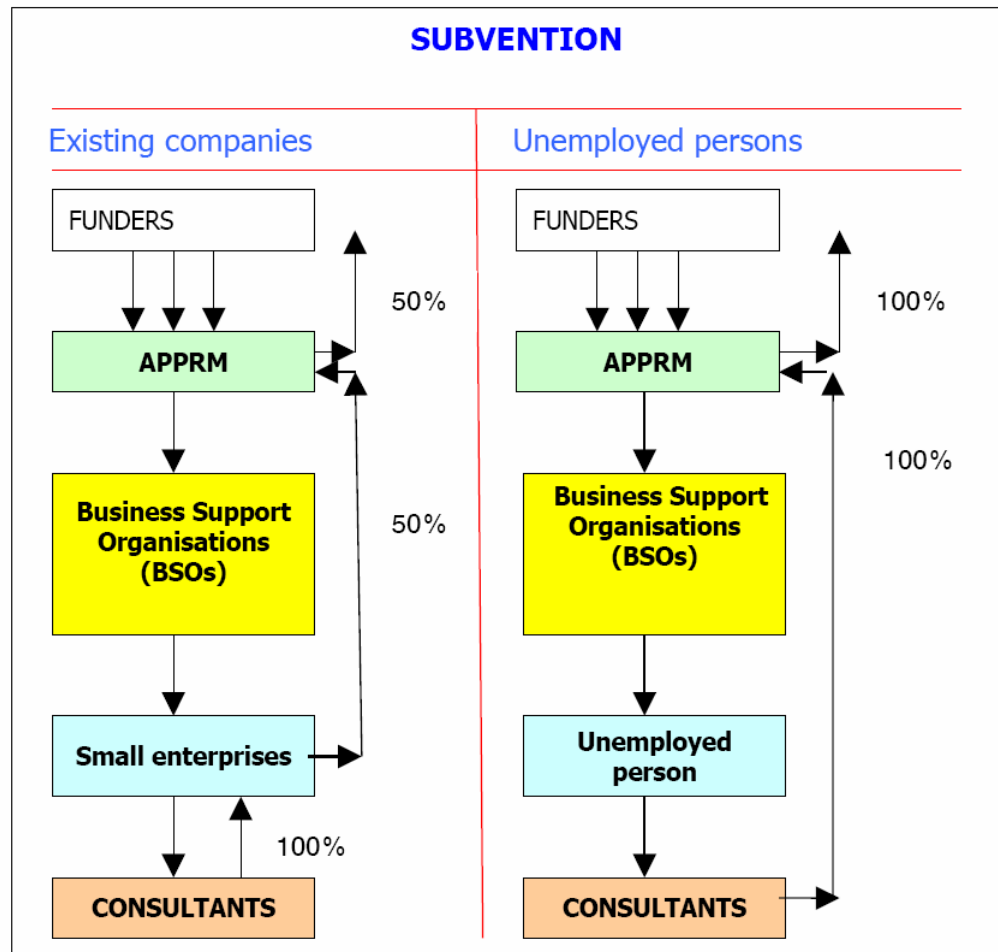 SUBVENTION
Existing companies
Unemployed persons
FUNDERS
50%
APPRM
Business Support
Organisations
(BSOs)
50%
Small enterprises
100%
CONSULTANTS
FUNDERS
100%
APPRM
100%
Business Support
Organisations
(BSOs)
Unemployed
person
CONSULTANTS